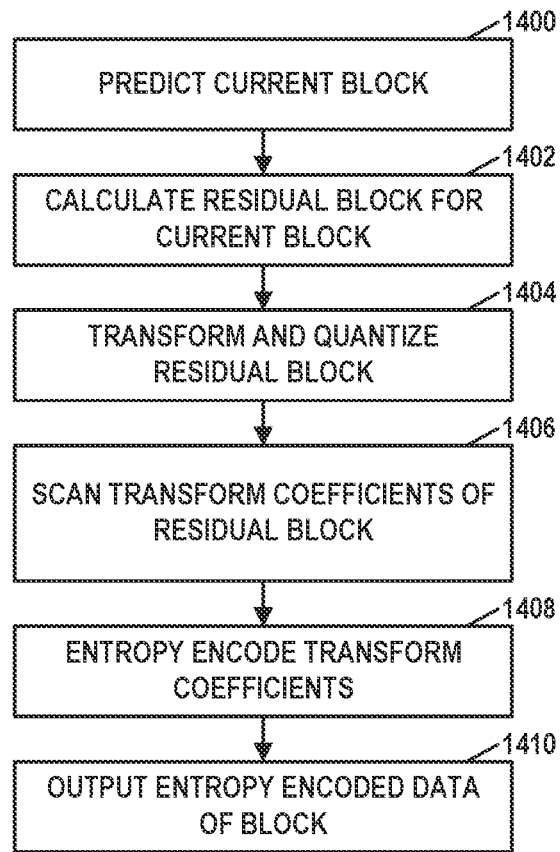 1400
PREDICT CURRENT BLOCK
1402
CALCULATE RESIDUAL BLOCK FOR
CURRENT BLOCK
1404
TRANSFORM AND QUANTIZE
RESIDUAL BLOCK
1406
SCAN TRANSFORM COEFFICIENTS OF
RESIDUAL BLOCK
1408
ENTROPY ENCODE TRANSFORM
COEFFICIENTS
1410
OUTPUT ENTROPY ENCODED DATA
OF BLOCK